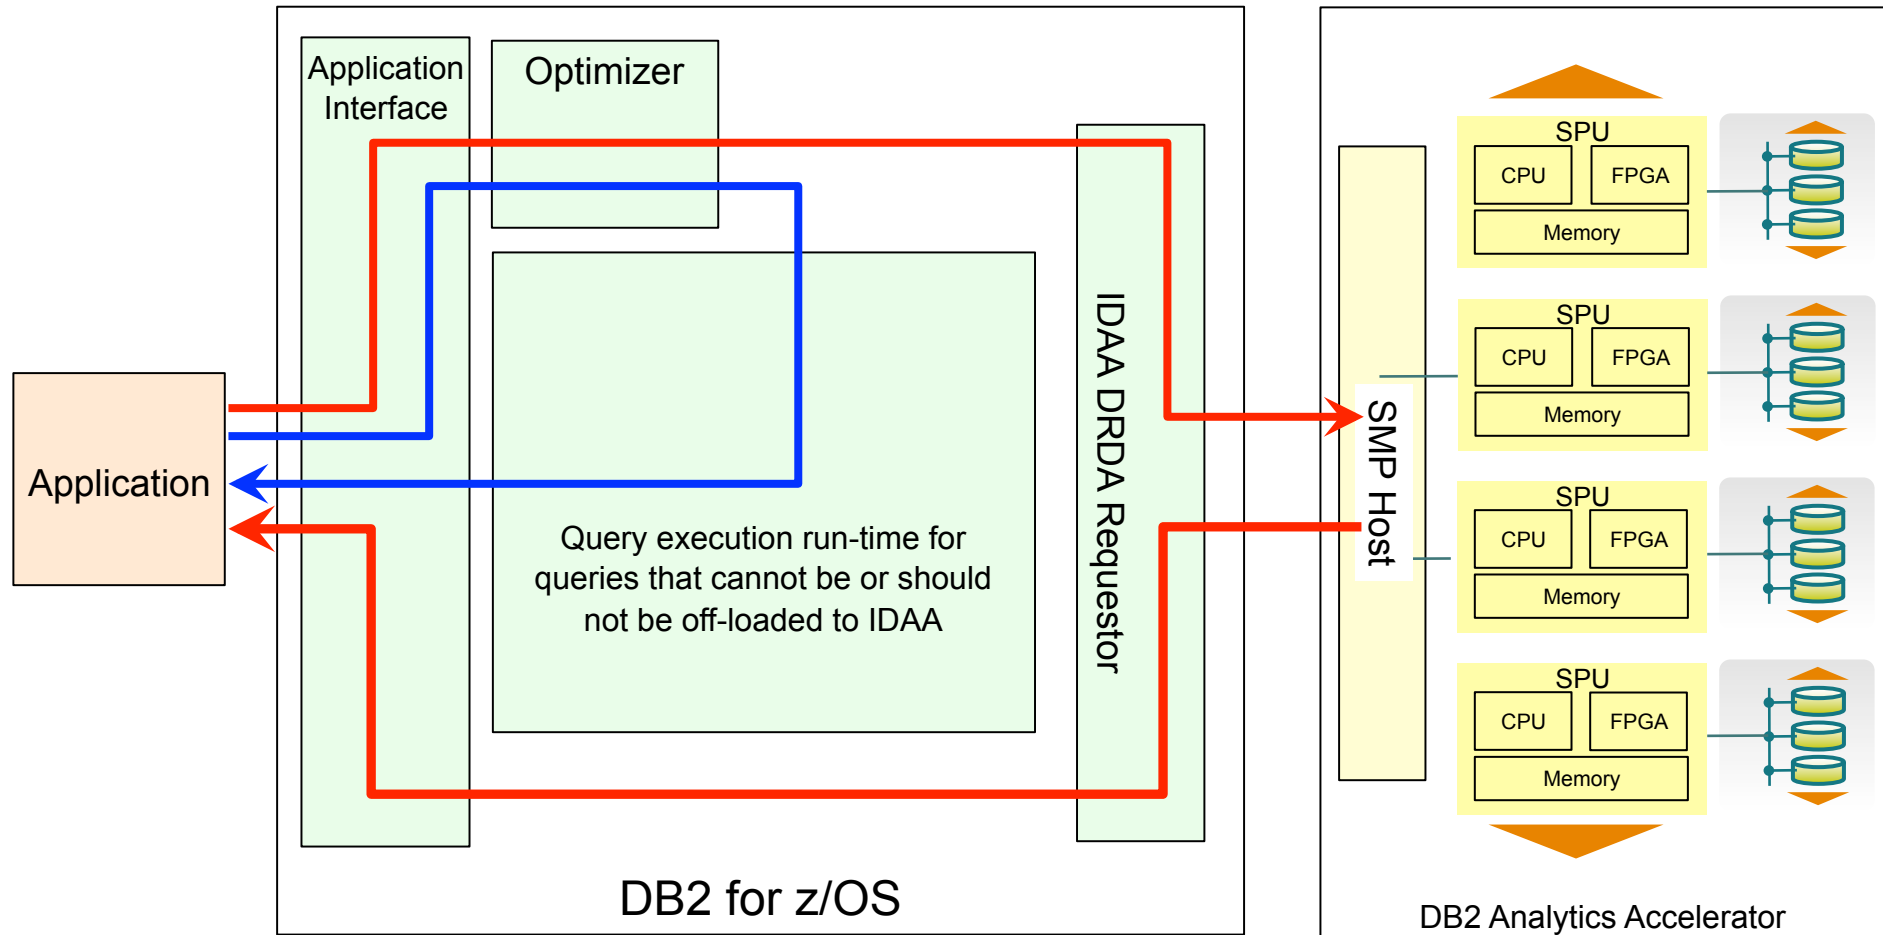 Application
Application
Interface
Optimizer
Query execution run-time for
queries that cannot be or should
not be off-loaded to IDAA
IDAA DRDA Requestor
DB2 for z/OS
SMP Host
SPU
CPU
FPGA
Memory
SPU
CPU
FPGA
Memory
SPU
CPU
FPGA
Memory
SPU
CPU
FPGA
Memory
DB2 Analytics Accelerator